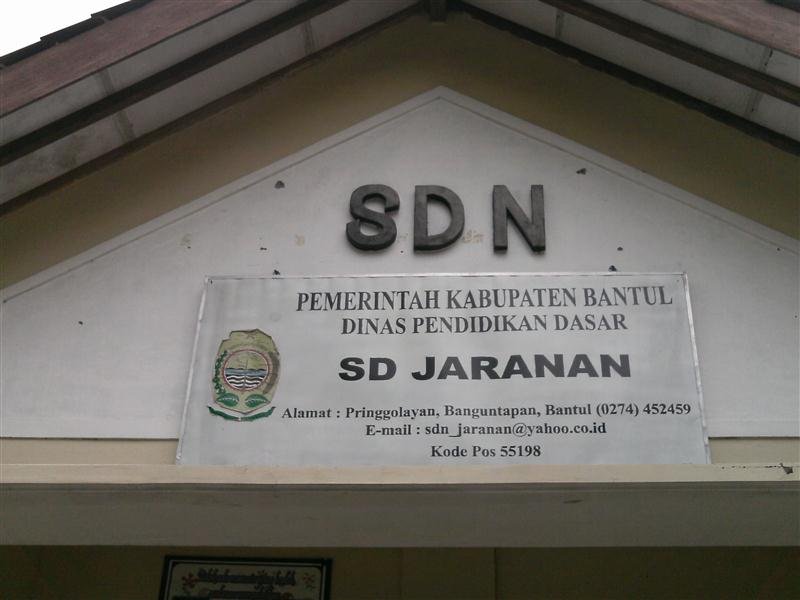 SDN
PEMERINTAH KABUPATEN BANTUL
DINAS PENDIDIKAN DASAR
SD JARANAN
Alamat : Pringgolayan, Banguntapan, Bantul (0274) 452459
E-mail : sdn_jaranan@yahoo.co.id
Kode Pos 55198